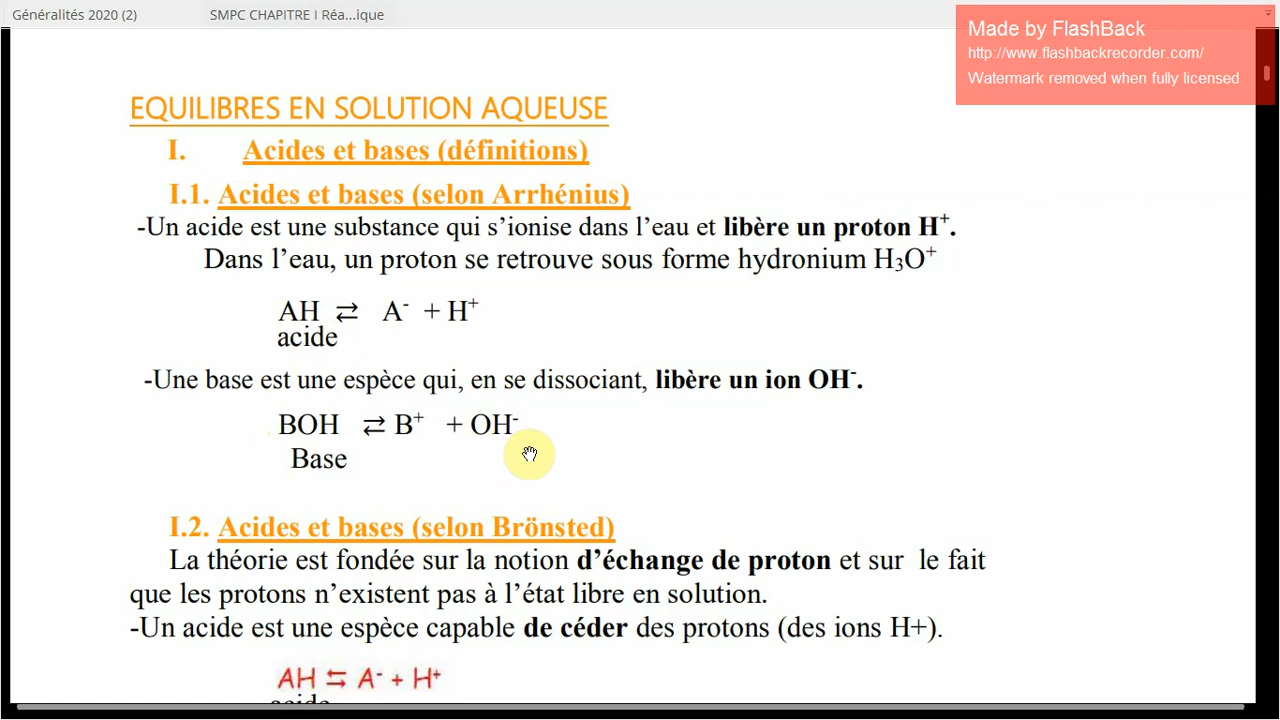 Généralités 2020 (2)
SMPC CHAPITRE I Réa...ique
Made by FlashBack
http://www.flashbackrecorder.com/
Watermark removed when fully licensed
EQUILIBRES EN SOLUTION AQUEUSE
I. Acides et bases (définitions)
I.1. Acides et bases (selon Arrhénius)
-Un acide est une substance qui s’ionise dans l’eau et libère un proton H⁺.
Dans l’eau, un proton se retrouve sous forme hydronium H₃O⁺
AH ⇄ A⁻ + H⁺
acide
-Une base est une espèce qui, en se dissociant, libère un ion OH⁻.
BOH ⇄ B⁺ + OH⁻
Base
I.2. Acides et bases (selon Brönsted)
La théorie est fondée sur la notion d’échange de proton et sur le fait
que les protons n’existent pas à l’état libre en solution.
-Un acide est une espèce capable de céder des protons (des ions H+).
AH ⇆ A⁻ + H⁺
acide